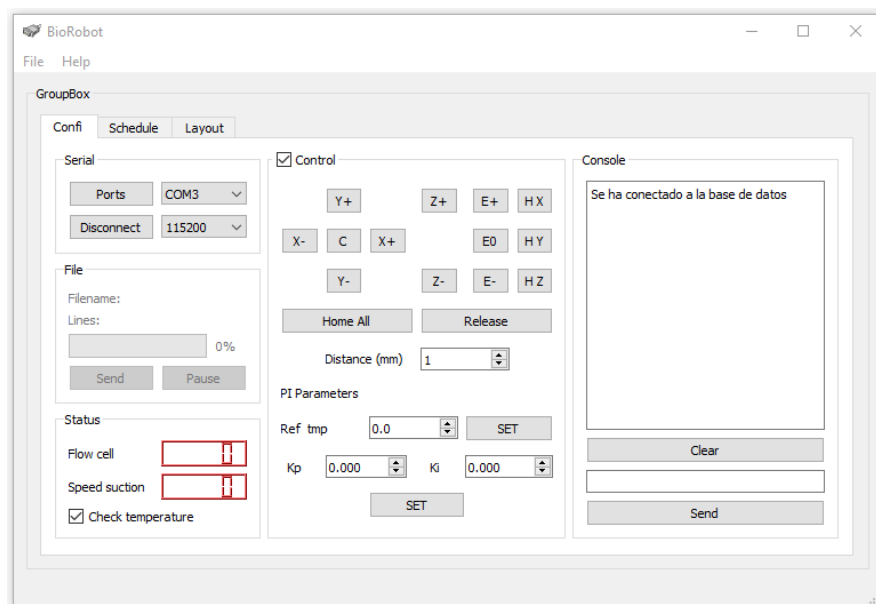 BioRobot
File Help
GroupBox
Confi Schedule Layout
Serial
Ports COM3
Disconnect 115200
File
Filename:
Lines:
0%
Send Pause
Status
Flow cell 0
Speed suction 0
Check temperature
Control
Y+ Z+ E+ H X
X- C X+ E0 H Y
Y- Z- E- H Z
Home All Release
Distance (mm) 1
PI Parameters
Ref tmp 0.0 SET
Kp 0.000 Ki 0.000
SET
Console
Se ha conectado a la base de datos
Clear
Send